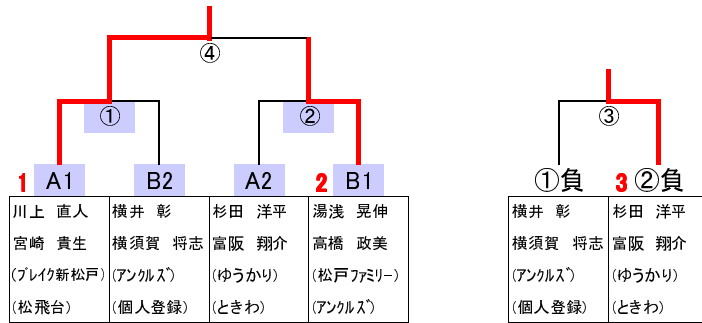 ④
① ② ③
1 A1 B2 A2 2 B1 ①負 3 ②負
川上 直人 横井 彰 杉田 洋平 湯浅 晃伸 横井 彰 杉田 洋平
宮崎 貴生 横須賀 将志 富阪 翔介 高橋 政美 横須賀 将志 富阪 翔介
(ブレイク新松戸) (アンクルズ) (ゆうかり) (松戸ファミリー) (アンクルズ) (ゆうかり)
(松飛台) (個人登録) (ときわ) (アンクルズ) (個人登録) (ときわ)